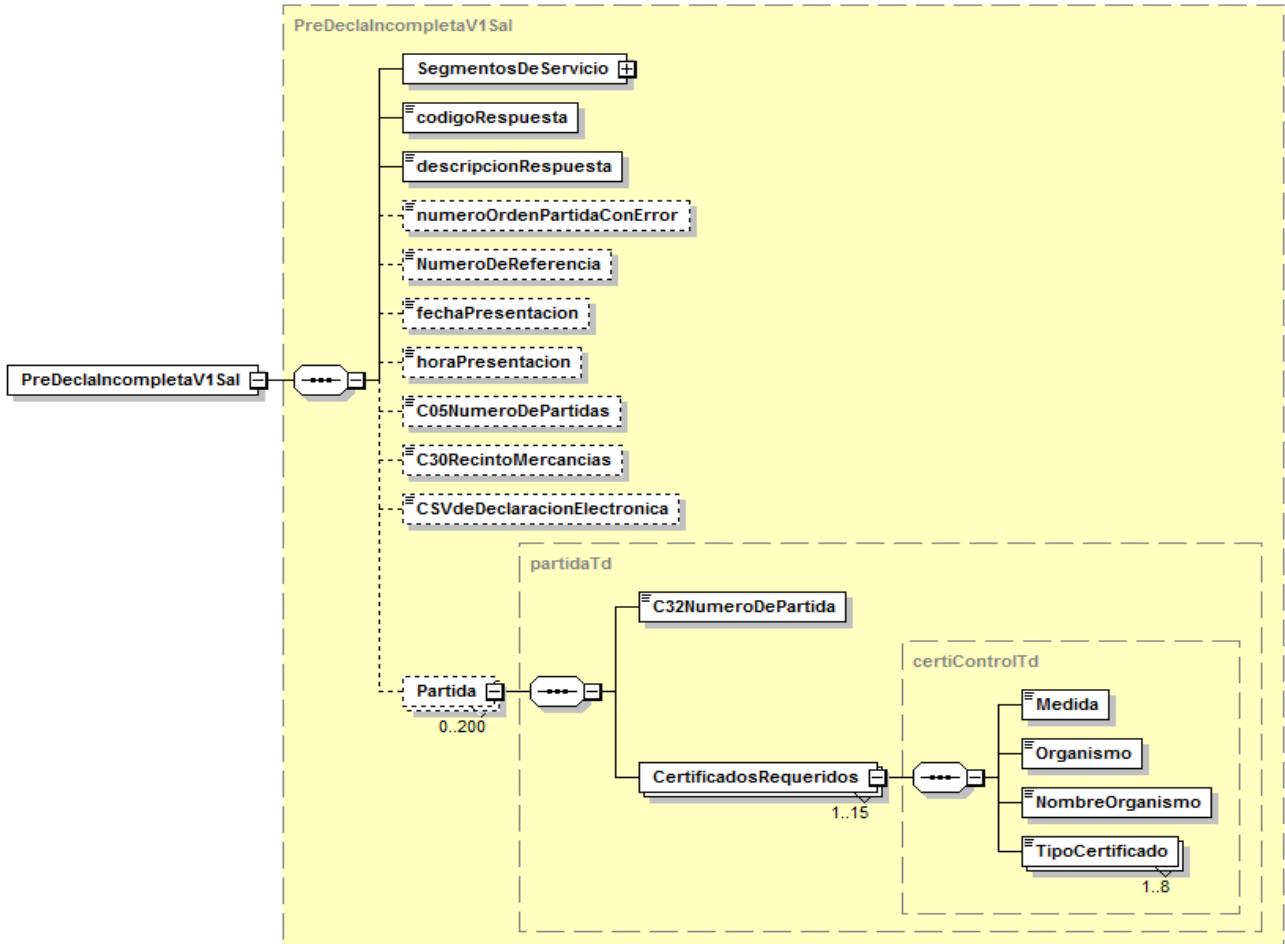 PreDeclaIncompletaV1Sal
SegmentosDeServicio
codigoRespuesta
descripcionRespuesta
numeroOrdenPartidaConError
NumeroDeReferencia
fechaPresentacion
horaPresentacion
PreDeclaIncompletaV1Sal
C05NumeroDePartidas
C30RecintoMercancias
CSVdeDeclaracionElectronica
partidaTd
C32NumeroDePartida
certiControlTd
Partida
0..200
Medida
Organismo
CertificadosRequeridos
1..15
NombreOrganismo
TipoCertificado
1..8